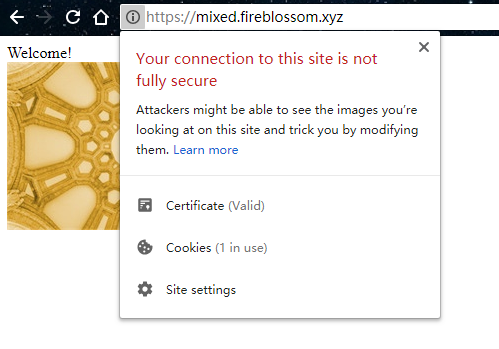 https://mixed.fireblossom.xyz
Welcome!
Your connection to this site is not
fully secure
Attackers might be able to see the images you're
looking at on this site and trick you by modifying
them. Learn more
Certificate (Valid)
Cookies (1 in use)
Site settings